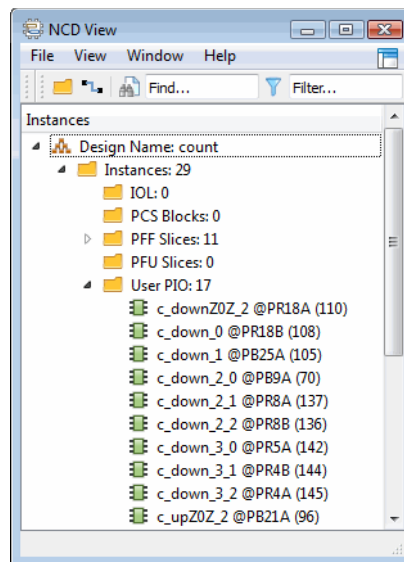 NCD View
File View Window Help
Find... Filter...
Instances
Design Name: count
Instances: 29
IOL: 0
PCS Blocks: 0
PFF Slices: 11
PFU Slices: 0
User PIO: 17
c_downZ0Z_2 @PR18A (110)
c_down_0 @PR18B (108)
c_down_1 @PB25A (105)
c_down_2_0 @PB9A (70)
c_down_2_1 @PR8A (137)
c_down_2_2 @PR8B (136)
c_down_3_0 @PR5A (142)
c_down_3_1 @PR4B (144)
c_down_3_2 @PR4A (145)
c_upZ0Z_2 @PB21A (96)